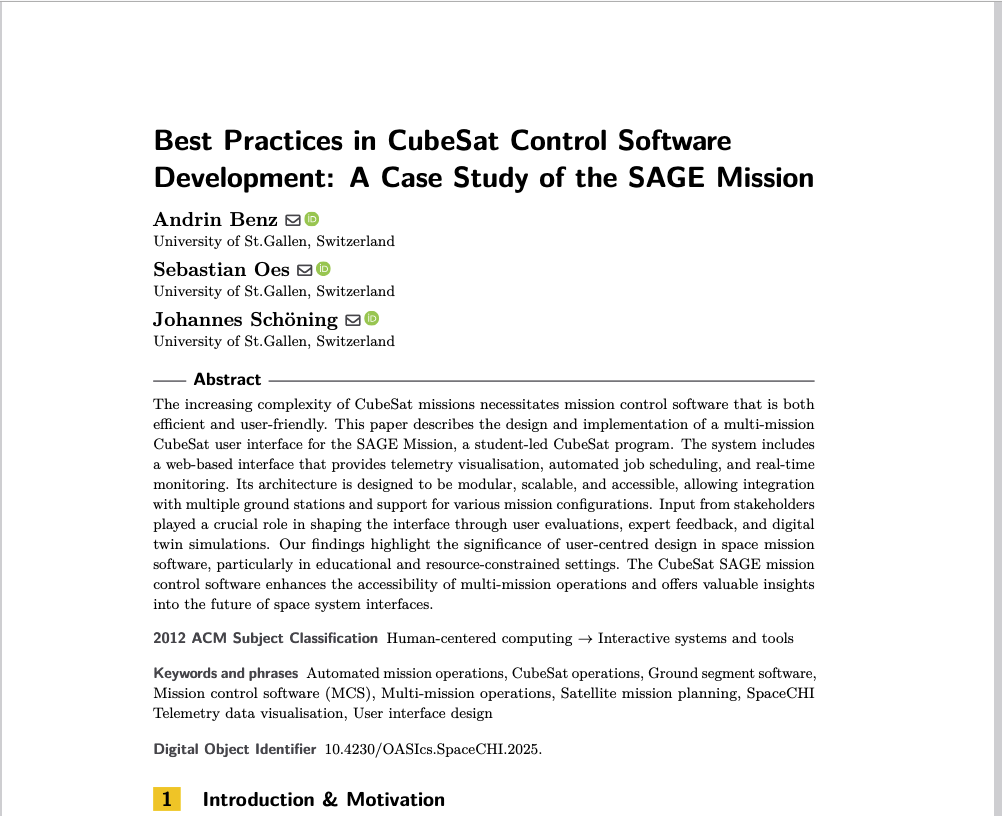 Best Practices in CubeSat Control Software
Development: A Case Study of the SAGE Mission
Andrin Benz
University of St.Gallen, Switzerland
Sebastian Oes
University of St.Gallen, Switzerland
Johannes Schöning
University of St.Gallen, Switzerland
Abstract
The increasing complexity of CubeSat missions necessitates mission control software that is both
efficient and user-friendly. This paper describes the design and implementation of a multi-mission
CubeSat user interface for the SAGE Mission, a student-led CubeSat program. The system includes
a web-based interface that provides telemetry visualisation, automated job scheduling, and real-time
monitoring. Its architecture is designed to be modular, scalable, and accessible, allowing integration
with multiple ground stations and support for various mission configurations. Input from stakeholders
played a crucial role in shaping the interface through user evaluations, expert feedback, and digital
twin simulations. Our findings highlight the significance of user-centred design in space mission
software, particularly in educational and resource-constrained settings. The CubeSat SAGE mission
control software enhances the accessibility of multi-mission operations and offers valuable insights
into the future of space system interfaces.
2012 ACM Subject Classification Human-centered computing → Interactive systems and tools
Keywords and phrases Automated mission operations, CubeSat operations, Ground segment software,
Mission control software (MCS), Multi-mission operations, Satellite mission planning, SpaceCHI
Telemetry data visualisation, User interface design
Digital Object Identifier 10.4230/OASIcs.SpaceCHI.2025.
1 Introduction & Motivation